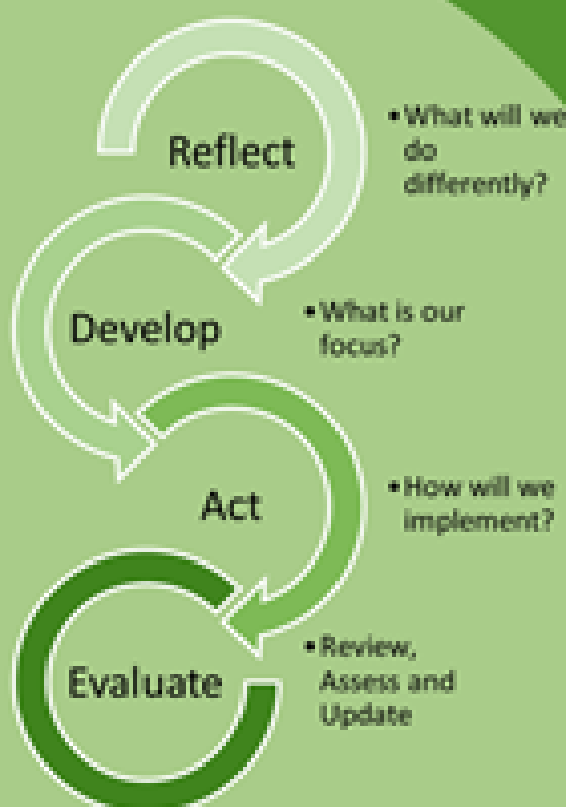 Reflect
• What will we
do
differently?
Develop
• What is our
focus?
Act
• How will we
implement?
Evaluate
• Review,
Assess and
Update